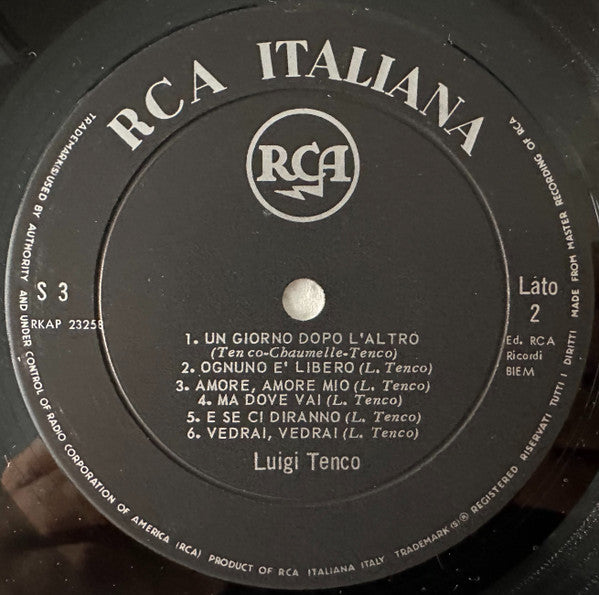 RCA ITALIANA
RCA
S 3
RKAP 23258
Lato
2
Ed. RCA
Ricordi
BIEM
1. UN GIORNO DOPO L'ALTRO
(Tenco-Chaumelle-Tenco)
2. OGNUNO E' LIBERO (L. Tenco)
3. AMORE, AMORE MIO (L. Tenco)
4. MA DOVE VAI (L. Tenco)
5. E SE CI DIRANNO (L. Tenco)
6. VEDRAI, VEDRAI (L. Tenco)
Luigi Tenco
TRADEMARK(S)USED BY AUTHORITY AND UNDER CONTROL OF RADIO CORPORATION OF AMERICA (RCA) PRODUCT OF RCA ITALIANA ITALY TRADEMARK (S)® REGISTERED RISERVATI TUTTI I DIRITTI MADE FROM MASTER RECORDING OF RCA